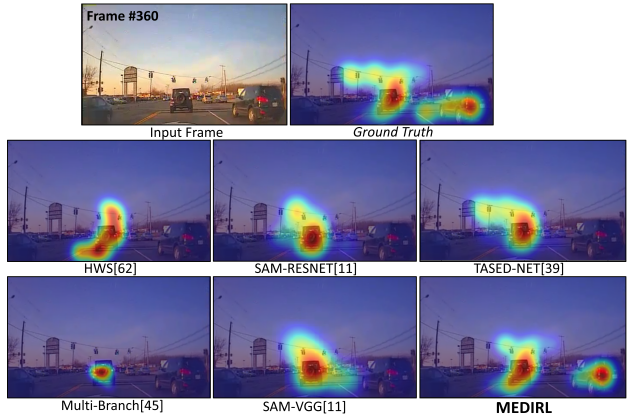 Frame #360
Input Frame
Ground Truth
HWS[62]
SAM-RESNET[11]
TASED-NET[39]
Multi-Branch[45]
SAM-VGG[11]
MEDIRL